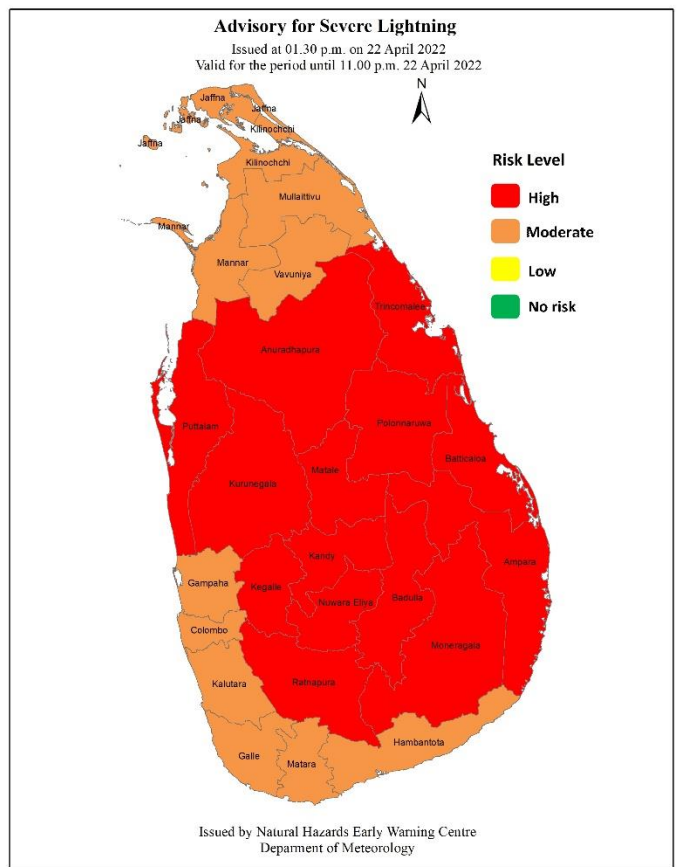 Advisory for Severe Lightning
Issued at 01.30 p.m. on 22 April 2022
Valid for the period until 11.00 p.m. 22 April 2022
N
Jaffna
Jaffna
Jaffna
Kilinochchi
Jaffna
Kilinochchi
Risk Level
High
Mullaittivu
Mannar
Moderate
Mannar
Vavuniya
Low
Trincomalee
No risk
Anuradhapura
Puttalam
Polonnaruwa
Batticaloa
Matale
Kurunegala
Kandy
Ampara
Gampaha
Kegalle
Nuwara Eliya
Badulla
Colombo
Moneragala
Kalutara
Ratnapura
Hambantota
Galle
Matara
Issued by Natural Hazards Early Warning Centre
Deparment of Meteorology